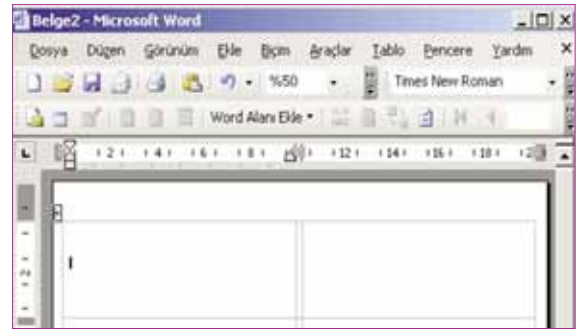 Belge2 - Microsoft Word
Dosya Düzen Görünüm Ekle Biçim Araçlar Tablo Pencere Yardım
%50 Times New Roman
Word Alanı Ekle
2 4 6 8 12 14 16 18
2